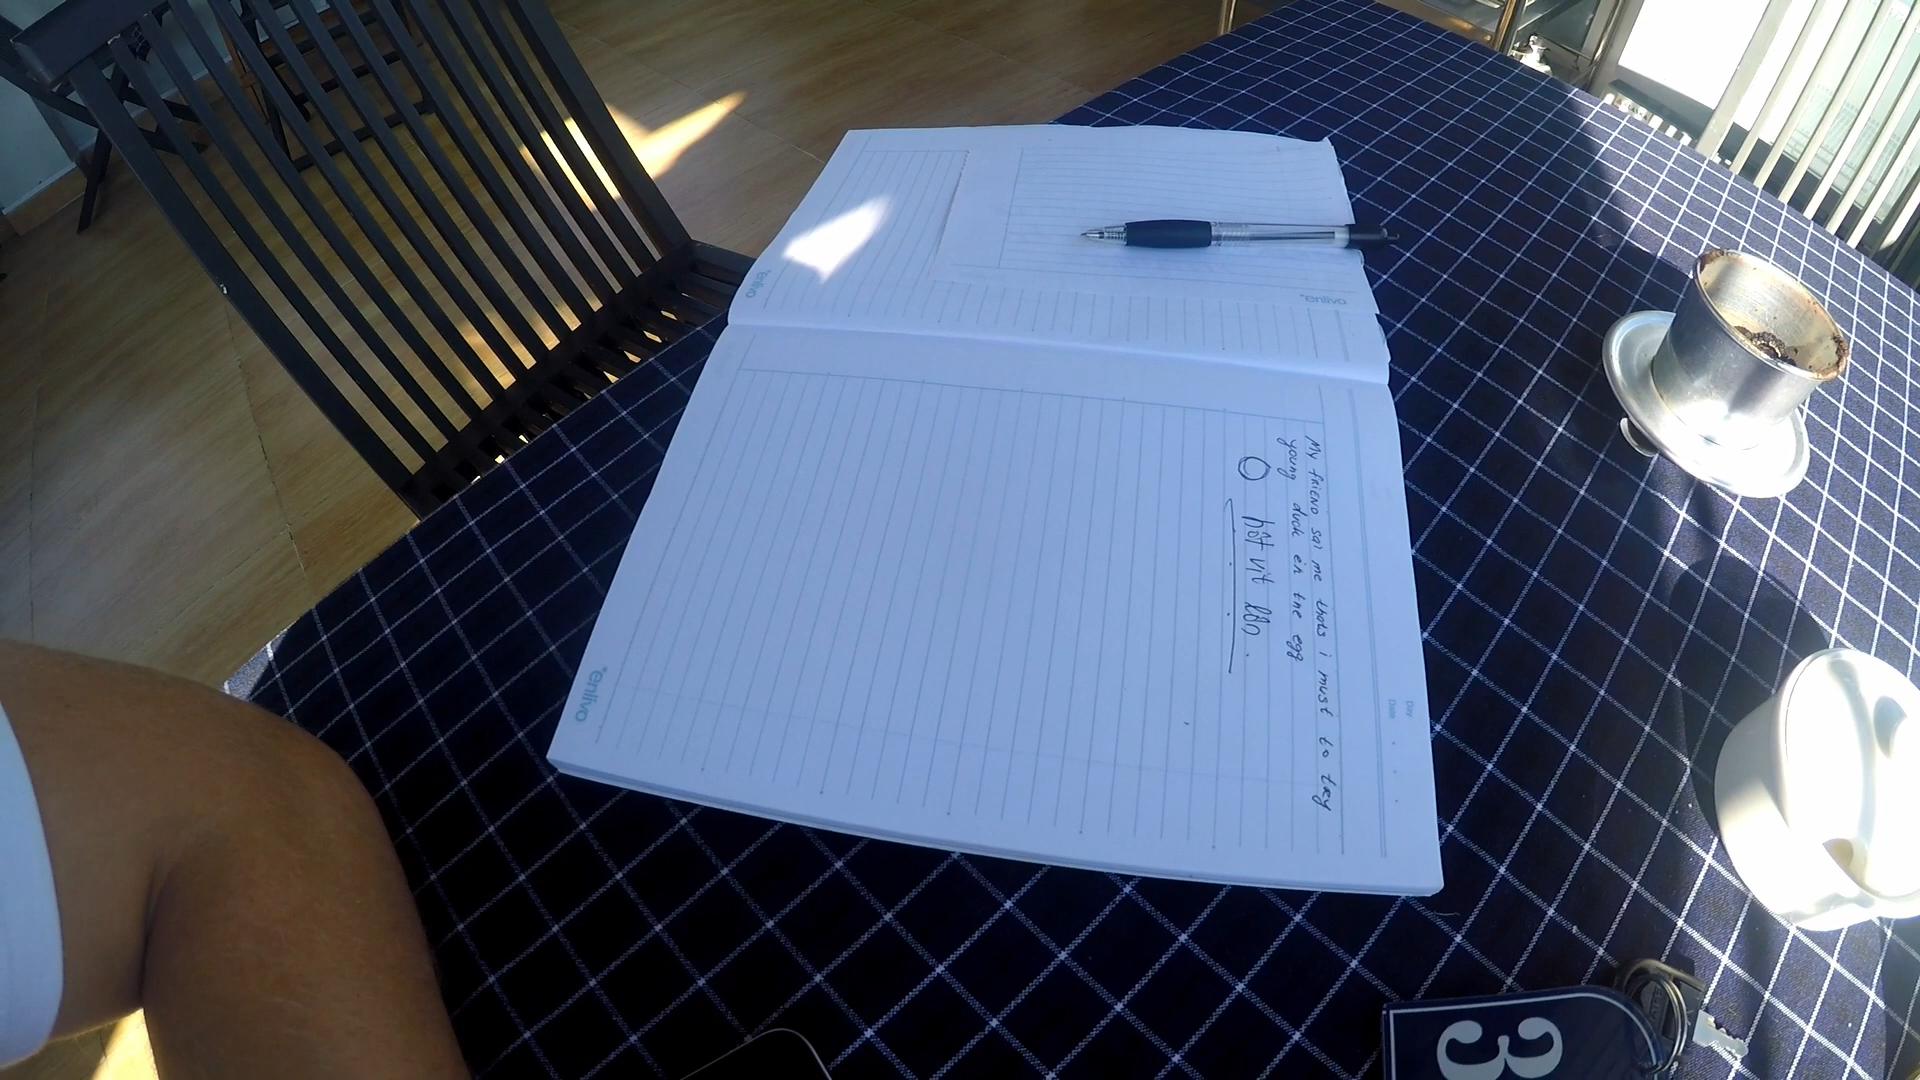 Day
Date
My friend sai me thats i must to try
young duck in the egg
hột vịt lộn.
*enlivo
*enlivo
*enlivo
3